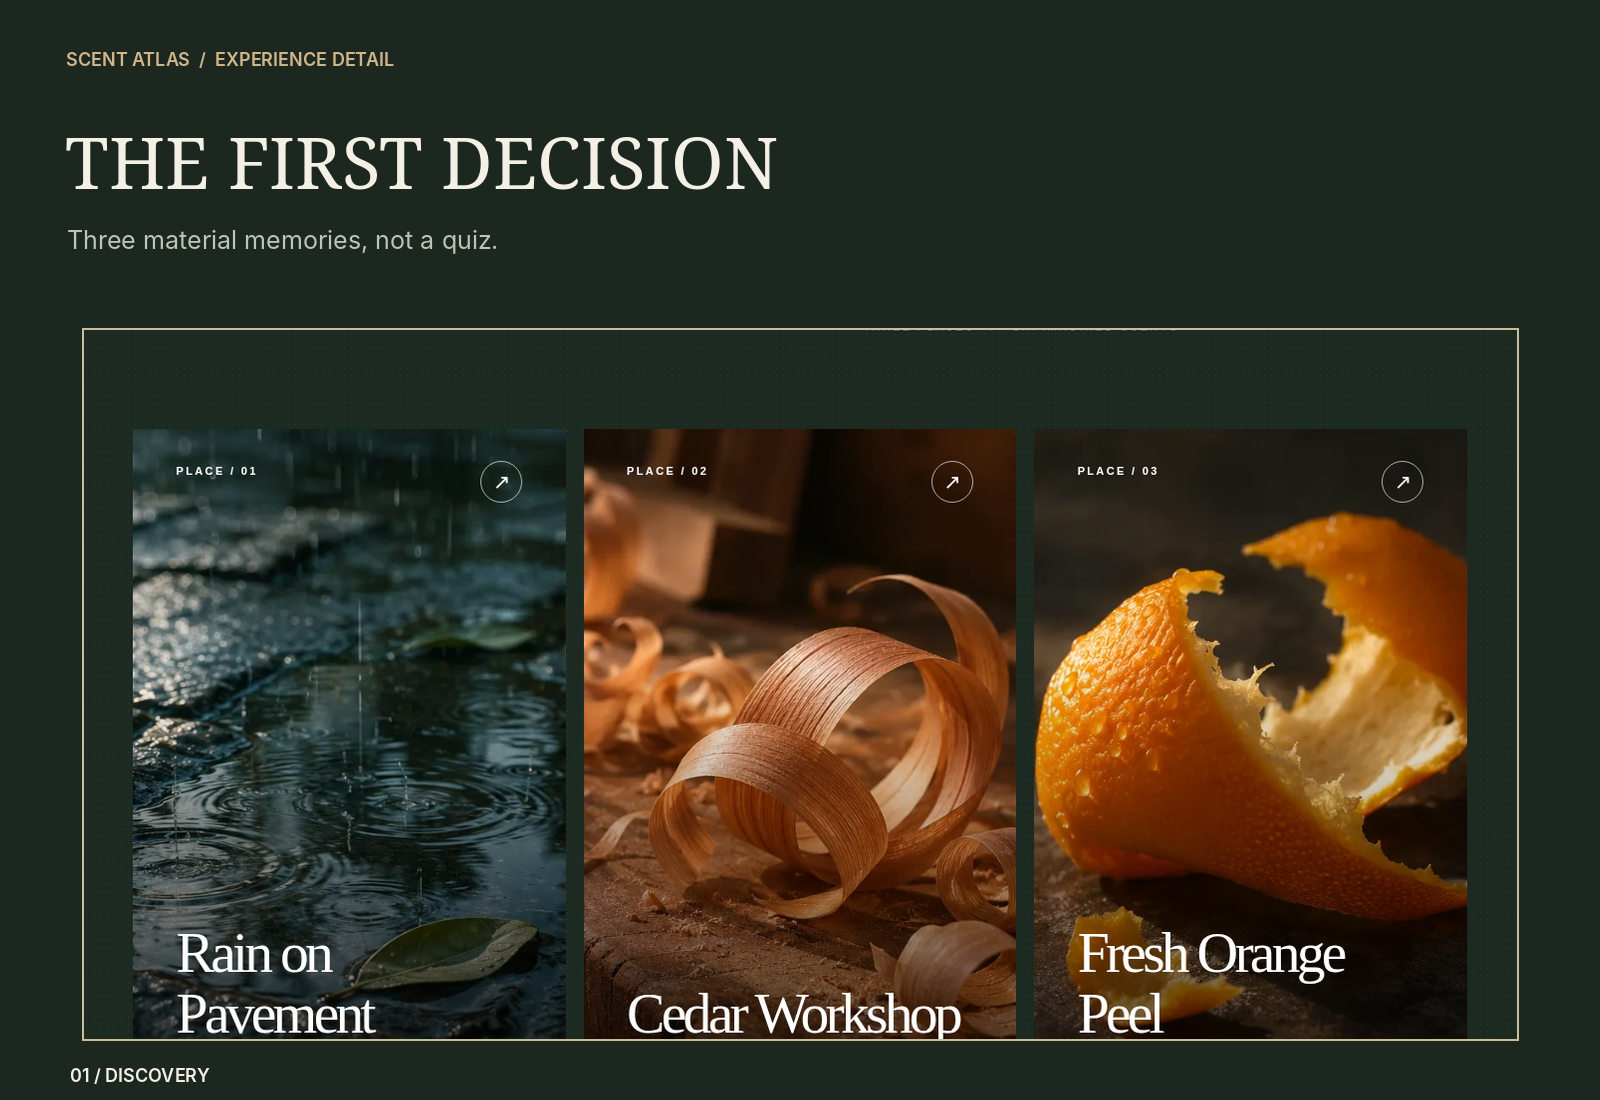 SCENT ATLAS / EXPERIENCE DETAIL
THE FIRST DECISION
Three material memories, not a quiz.
PLACE / 01
↗
PLACE / 02
↗
PLACE / 03
↗
Rain on
Pavement
Cedar Workshop
Fresh Orange
Peel
01 / DISCOVERY